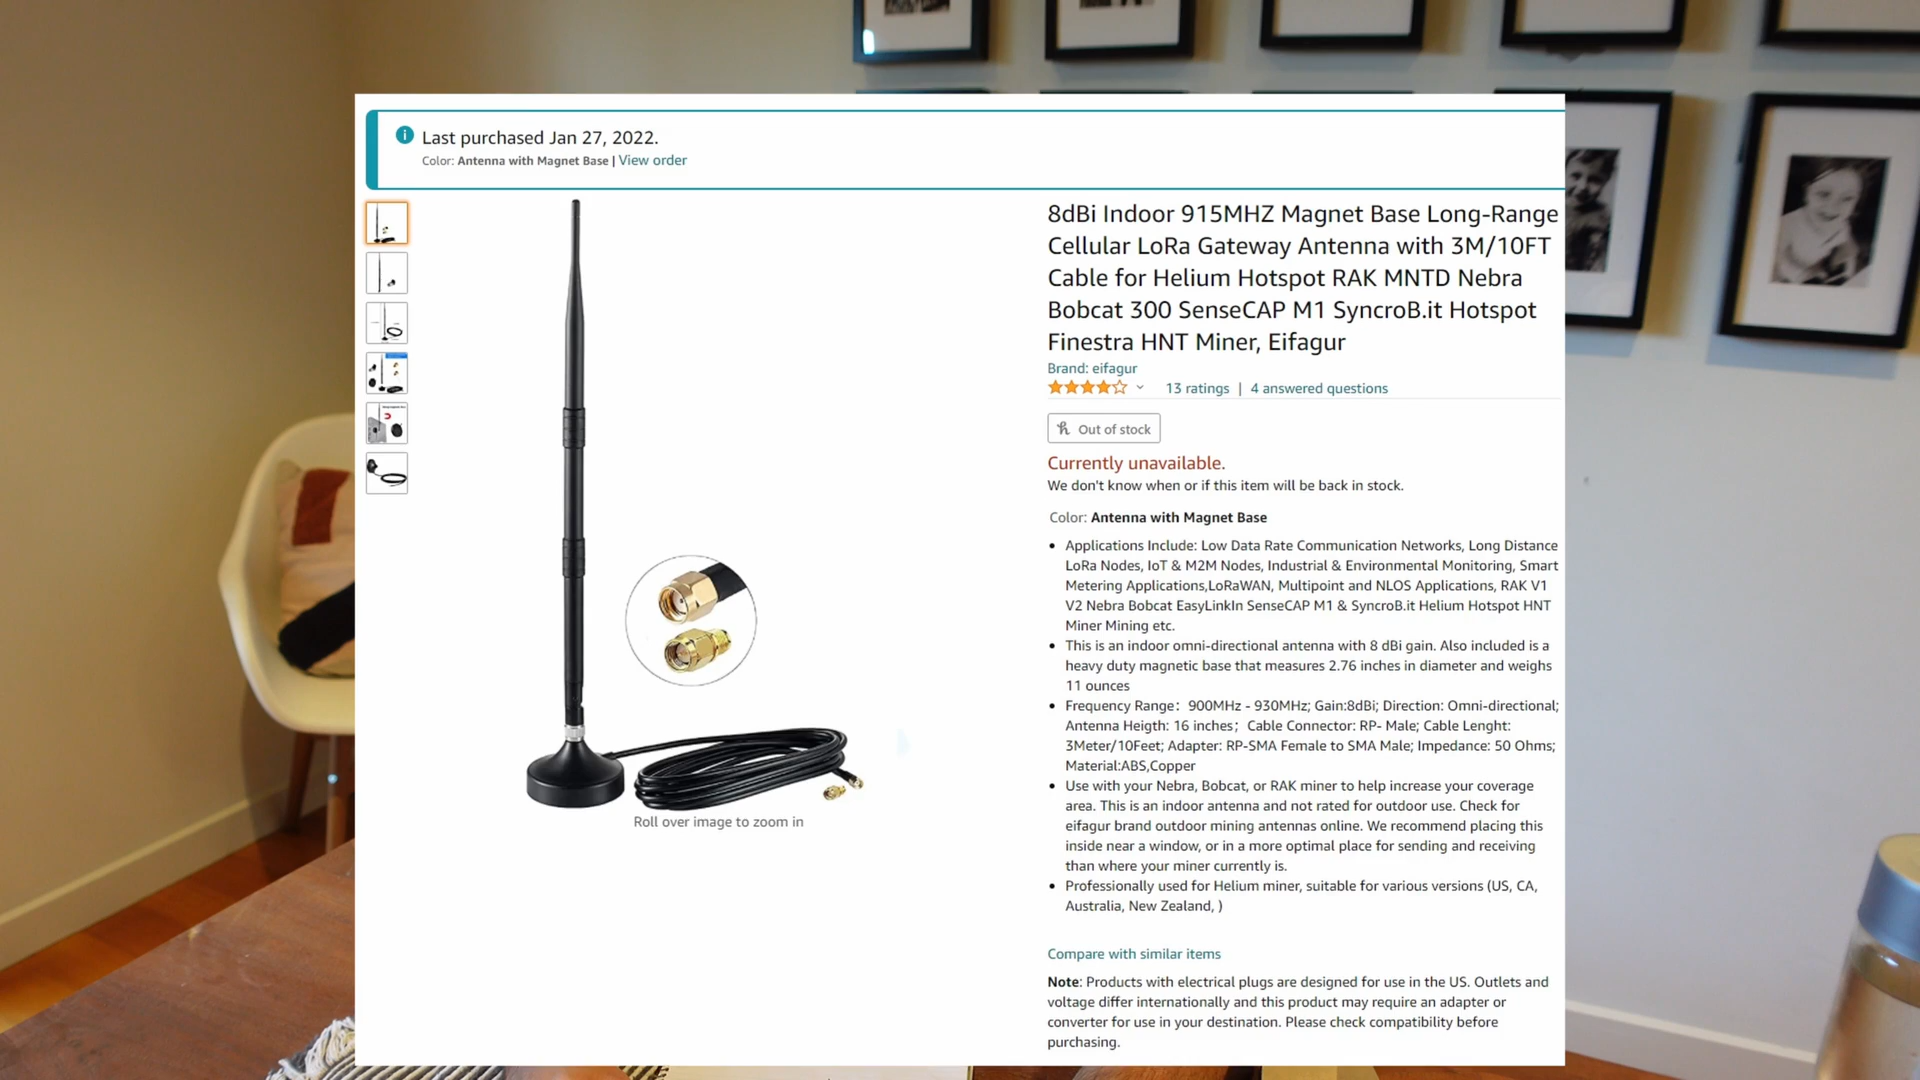 Last purchased Jan 27, 2022.
Color: Antenna with Magnet Base | View order
8dBi Indoor 915MHZ Magnet Base Long-Range
Cellular LoRa Gateway Antenna with 3M/10FT
Cable for Helium Hotspot RAK MNTD Nebra
Bobcat 300 SenseCAP M1 SyncroB.it Hotspot
Finestra HNT Miner, Eifagur
Brand: eifagur
13 ratings | 4 answered questions
Out of stock
Currently unavailable.
We don't know when or if this item will be back in stock.
Color: Antenna with Magnet Base
• Applications Include: Low Data Rate Communication Networks, Long Distance
LoRa Nodes, IoT & M2M Nodes, Industrial & Environmental Monitoring, Smart
Metering Applications,LoRaWAN, Multipoint and NLOS Applications, RAK V1
V2 Nebra Bobcat EasyLinkIn SenseCAP M1 & SyncroB.it Helium Hotspot HNT
Miner Mining etc.
• This is an indoor omni-directional antenna with 8 dBi gain. Also included is a
heavy duty magnetic base that measures 2.76 inches in diameter and weighs
11 ounces
• Frequency Range：900MHz - 930MHz; Gain:8dBi; Direction: Omni-directional;
Antenna Heigth: 16 inches；Cable Connector: RP- Male; Cable Lenght:
3Meter/10Feet; Adapter: RP-SMA Female to SMA Male; Impedance: 50 Ohms;
Material:ABS,Copper
• Use with your Nebra, Bobcat, or RAK miner to help increase your coverage
area. This is an indoor antenna and not rated for outdoor use. Check for
eifagur brand outdoor mining antennas online. We recommend placing this
inside near a window, or in a more optimal place for sending and receiving
than where your miner currently is.
• Professionally used for Helium miner, suitable for various versions (US, CA,
Australia, New Zealand, )
Roll over image to zoom in
Compare with similar items
Note: Products with electrical plugs are designed for use in the US. Outlets and
voltage differ internationally and this product may require an adapter or
converter for use in your destination. Please check compatibility before
purchasing.